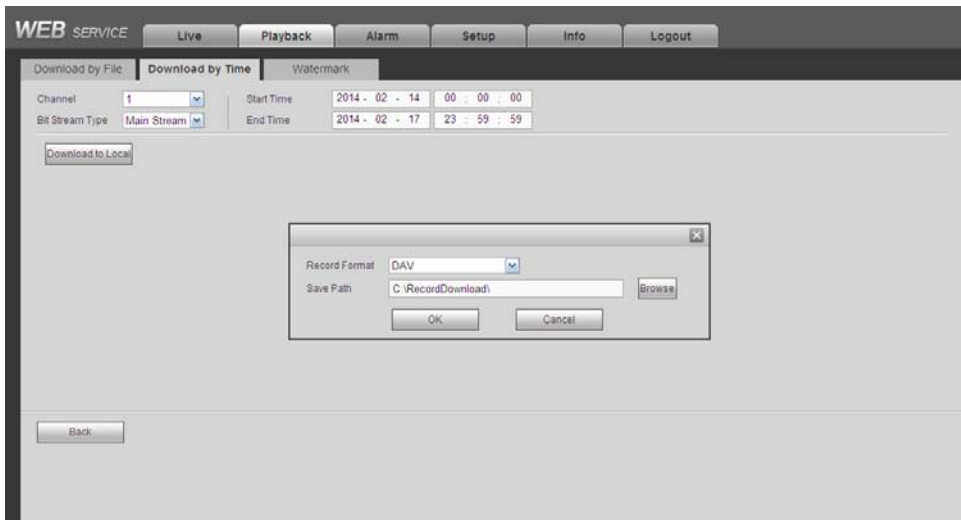 WEB SERVICE Live Playback Alarm Setup Info Logout
Download by File Download by Time Watermark
Channel 1 Start Time 2014 - 02 - 14 00 : 00 : 00
Bit Stream Type Main Stream End Time 2014 - 02 - 17 23 : 59 : 59
Download to Local
Record Format DAV
Save Path C:\RecordDownload\ Browse
OK Cancel
Back